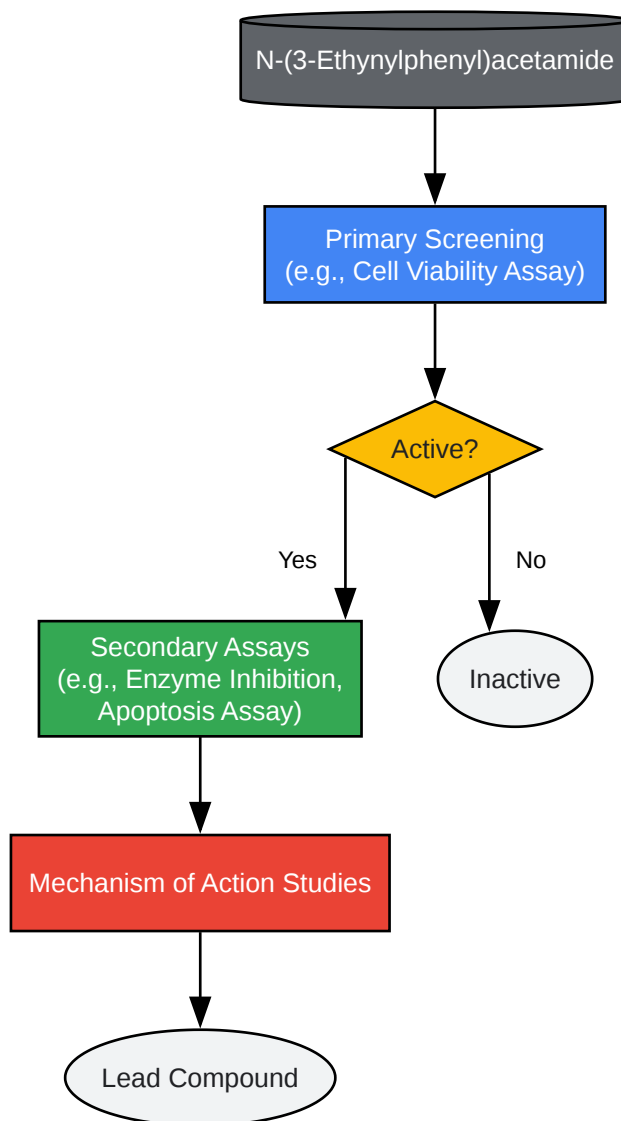 N-(3-Ethynylphenyl)acetamide
Primary Screening
(e.g., Cell Viability Assay)
Active?
Yes
No
Secondary Assays
(e.g., Enzyme Inhibition,
Apoptosis Assay)
Inactive
Mechanism of Action Studies
Lead Compound